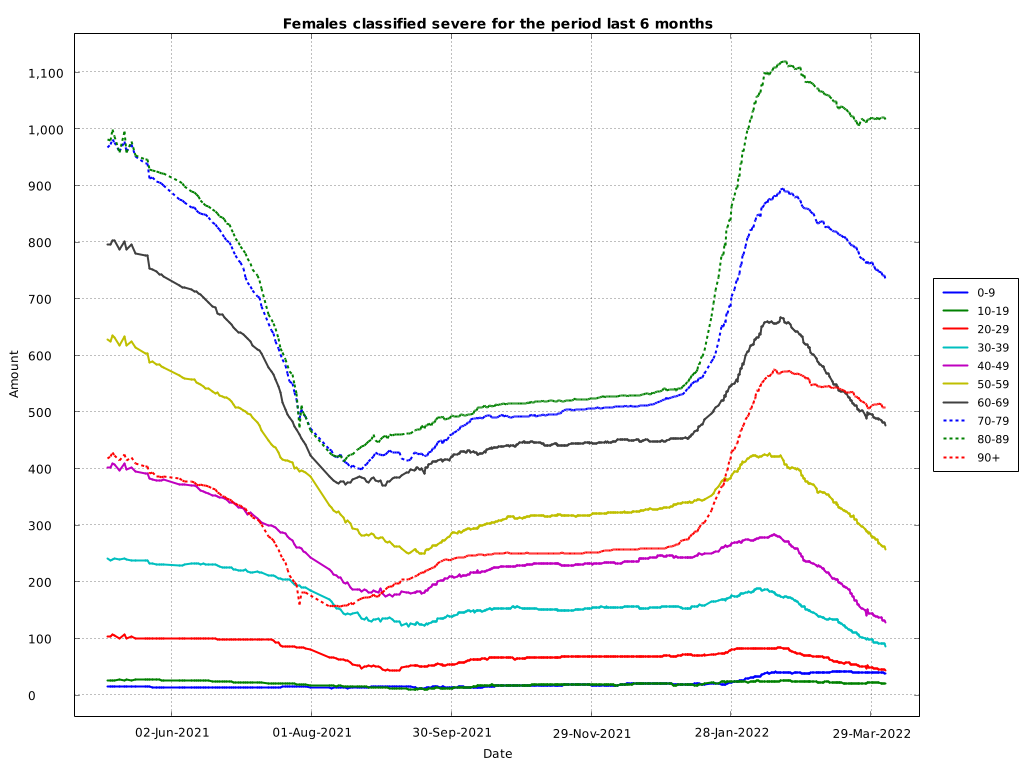 Females classified severe for the period last 6 months
1,100
1,000
900
800
700
600
500
400
300
200
100
0
Amount
02-Jun-2021
01-Aug-2021
30-Sep-2021
29-Nov-2021
28-Jan-2022
29-Mar-2022
Date
0-9
10-19
20-29
30-39
40-49
50-59
60-69
70-79
80-89
90+